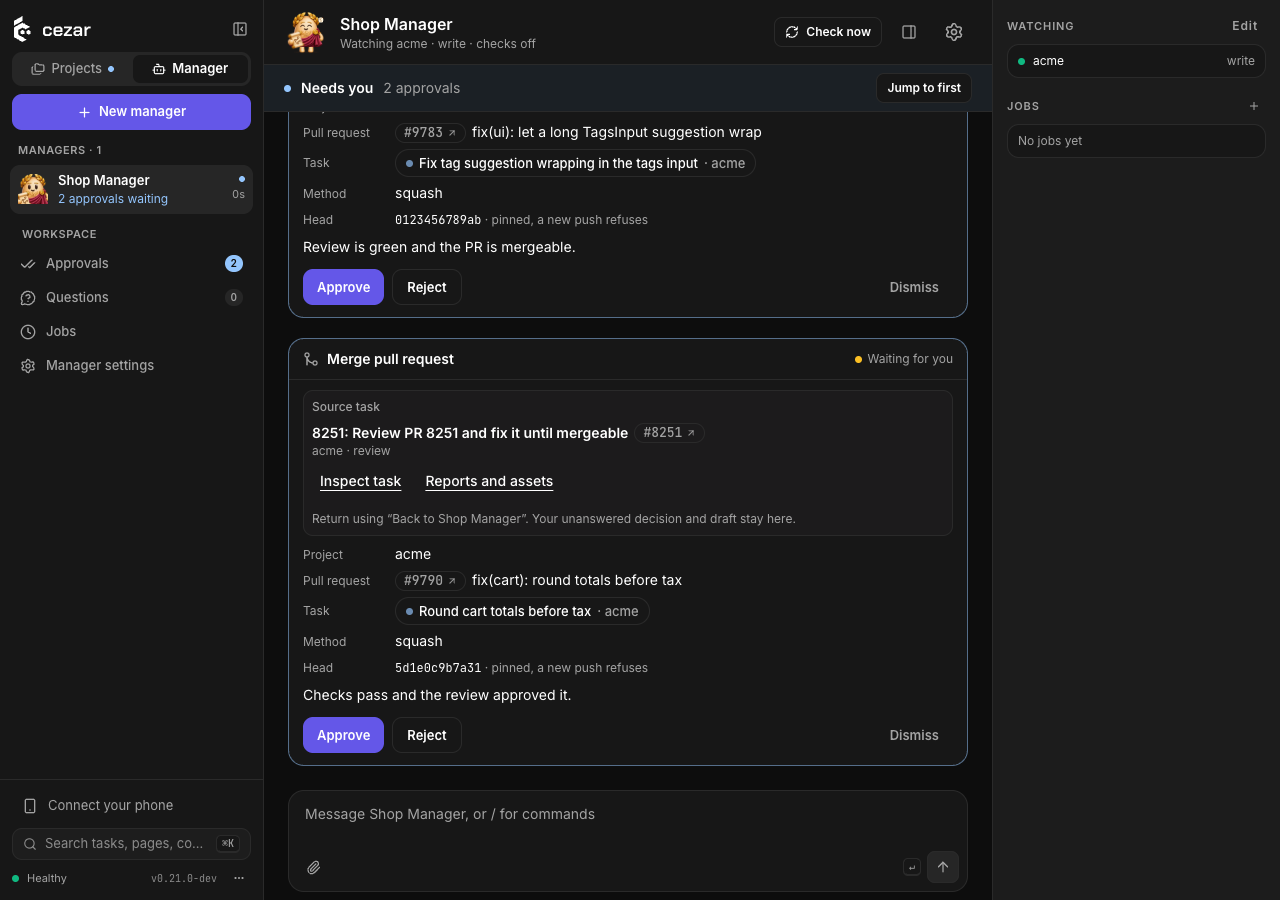 cezar
Projects
Manager
New manager
MANAGERS · 1
Shop Manager
2 approvals waiting
0s
WORKSPACE
Approvals
2
Questions
0
Jobs
Manager settings
Connect your phone
Search tasks, pages, co...
⌘K
Healthy
v0.21.0-dev
Shop Manager
Watching acme · write · checks off
Check now
Needs you 2 approvals
Jump to first
Pull request #9783 ↗ fix(ui): let a long TagsInput suggestion wrap
Task Fix tag suggestion wrapping in the tags input · acme
Method squash
Head 0123456789ab · pinned, a new push refuses
Review is green and the PR is mergeable.
Approve
Reject
Dismiss
Merge pull request
Waiting for you
Source task
8251: Review PR 8251 and fix it until mergeable #8251 ↗
acme · review
Inspect task
Reports and assets
Return using “Back to Shop Manager”. Your unanswered decision and draft stay here.
Project acme
Pull request #9790 ↗ fix(cart): round totals before tax
Task Round cart totals before tax · acme
Method squash
Head 5d1e0c9b7a31 · pinned, a new push refuses
Checks pass and the review approved it.
Approve
Reject
Dismiss
Message Shop Manager, or / for commands
WATCHING
Edit
acme
write
JOBS
No jobs yet